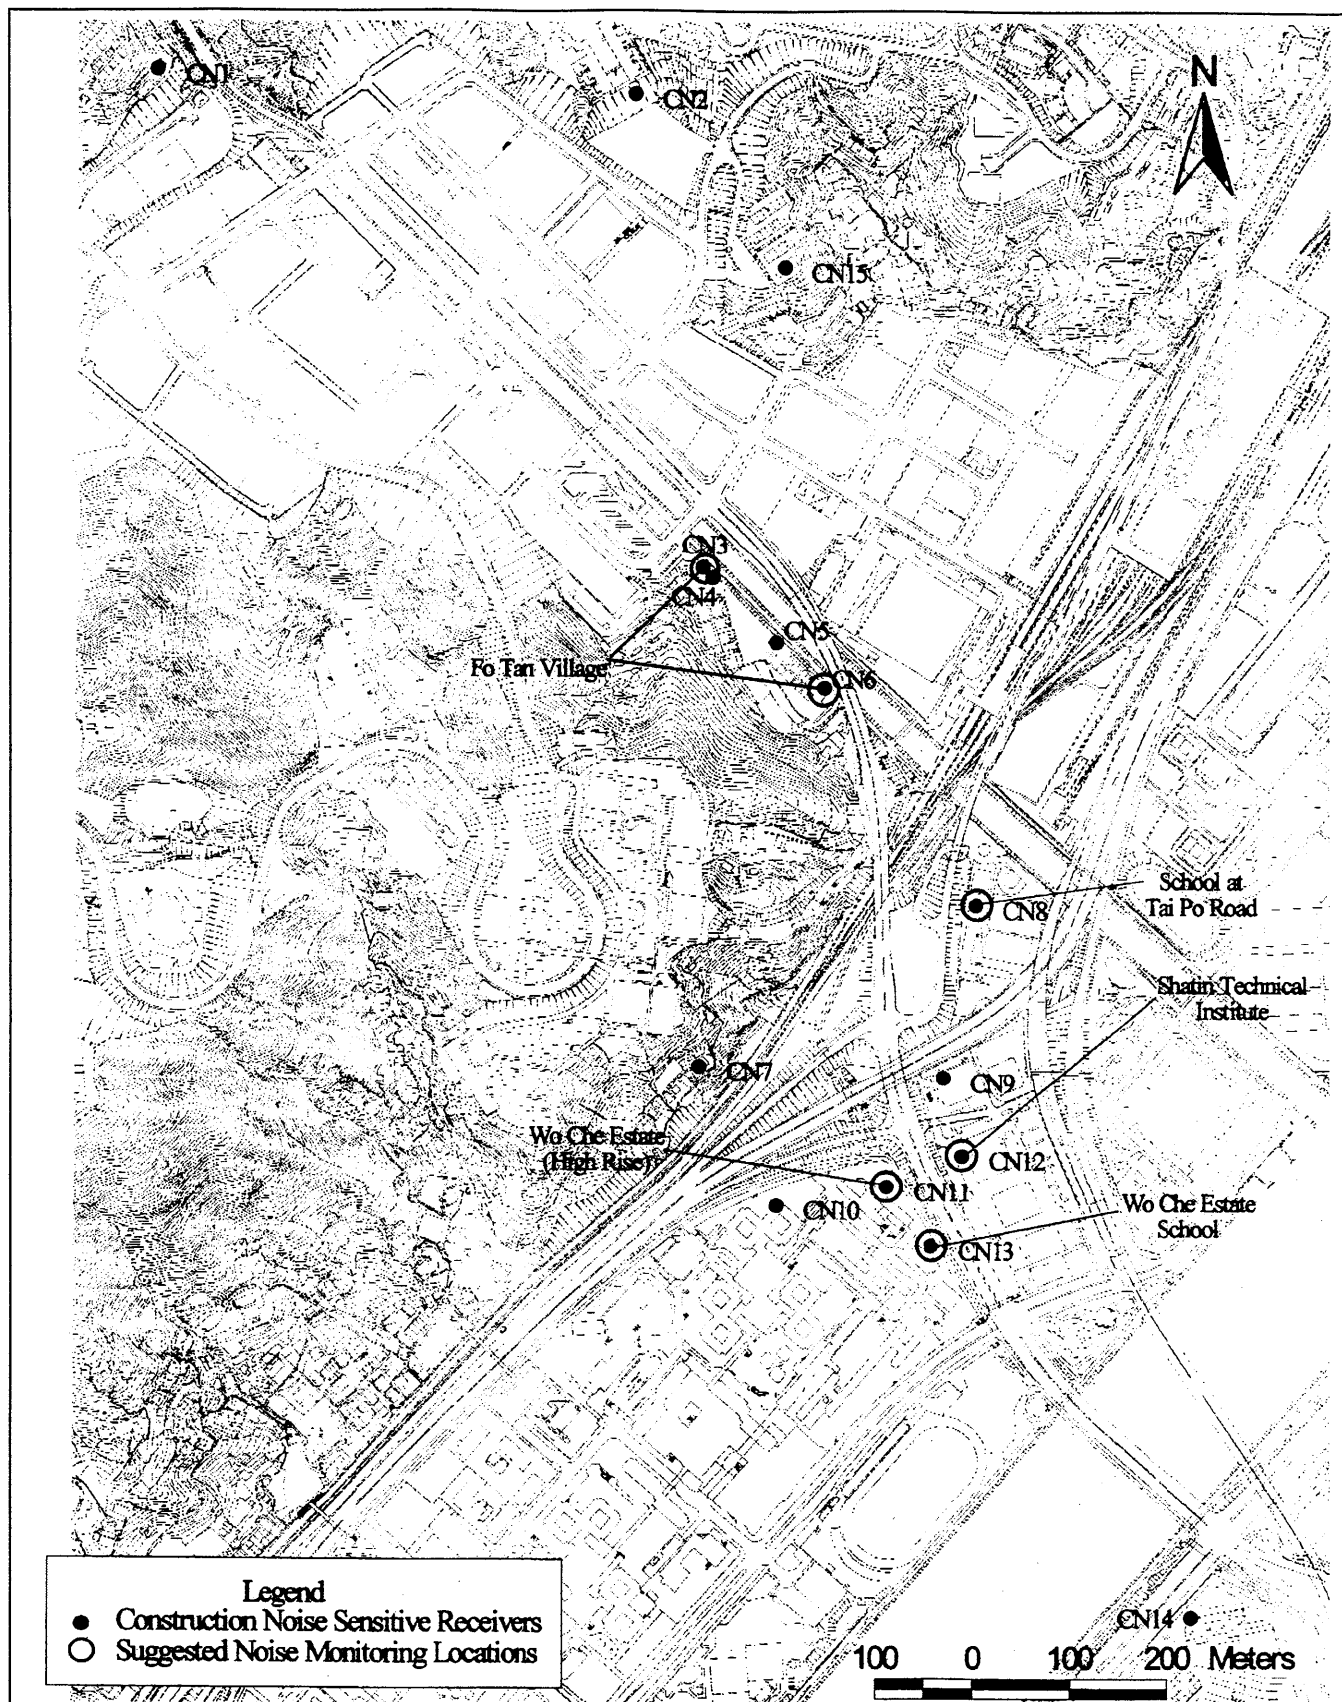 CN1
CN2
N
CN15
CN3
CN4
CN5
Fo Tan Village
CN6
School at
Tai Po Road
CN8
Shatin Technical
Institute
CN7
CN9
Wo Che Estate
(High Rise)
CN12
CN11
CN10
Wo Che Estate
School
CN13
Legend
Construction Noise Sensitive Receivers
Suggested Noise Monitoring Locations
CN14
100 0 100 200 Meters